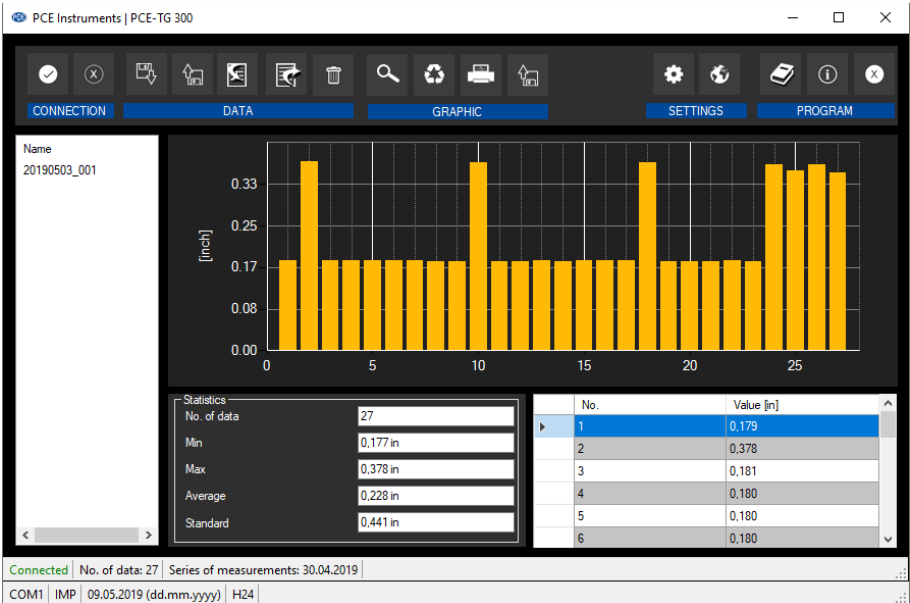 PCE Instruments | PCE-TG 300
CONNECTION DATA GRAPHIC SETTINGS PROGRAM
Name
20190503_001
[inch]
0.33
0.25
0.17
0.08
0.00
0 5 10 15 20 25
Statistics
No. of data 27
Min 0,177 in
Max 0,378 in
Average 0,228 in
Standard 0,441 in
No. Value [in]
1 0,179
2 0,378
3 0,181
4 0,180
5 0,180
6 0,180
Connected No. of data: 27 Series of measurements: 30.04.2019
COM1 IMP 09.05.2019 (dd.mm.yyyy) H24